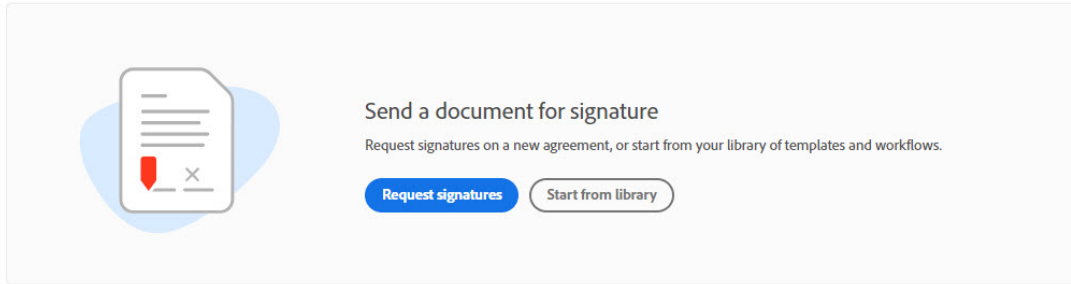 Send a document for signature
Request signatures on a new agreement, or start from your library of templates and workflows.
Request signatures
Start from library